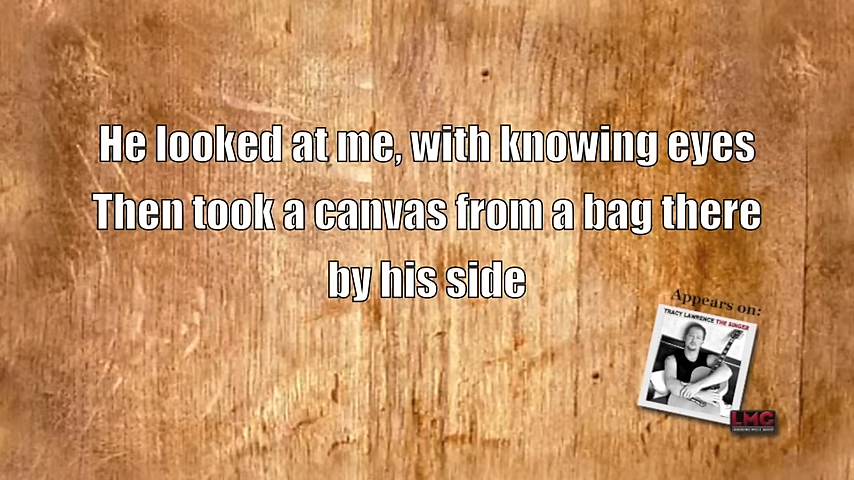 He looked at me, with knowing eyes
Then took a canvas from a bag there
by his side
Appears on:
TRACY LAWRENCE THE SINGER
LMG